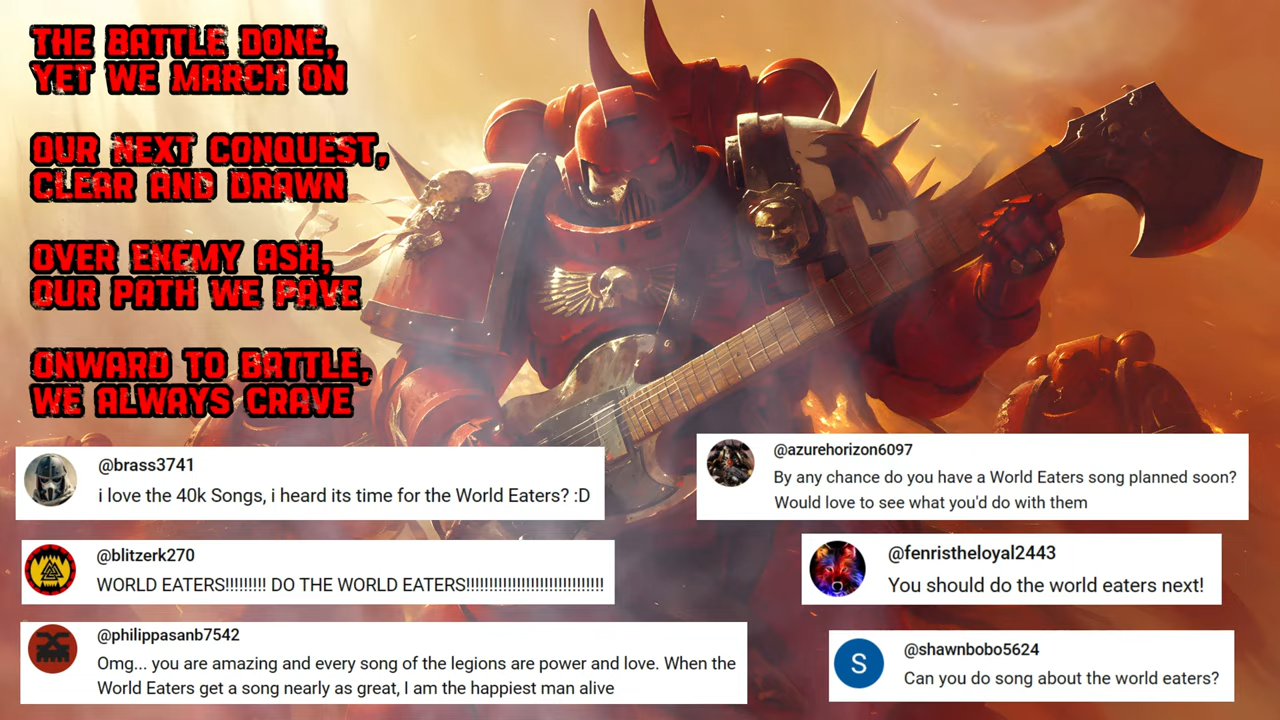 THE BATTLE DONE,
YET WE MARCH ON
OUR NEXT CONQUEST,
CLEAR AND DRAWN
OVER ENEMY ASH,
OUR PATH WE PAVE
ONWARD TO BATTLE,
WE ALWAYS CRAVE
@brass3741
i love the 40k Songs, i heard its time for the World Eaters? :D
@blitzerk270
WORLD EATERS!!!!!!!!! DO THE WORLD EATERS!!!!!!!!!!!!!!!!!!!!!!!!!!!!!
@philippasanb7542
Omg... you are amazing and every song of the legions are power and love. When the
World Eaters get a song nearly as great, I am the happiest man alive
@azurehorizon6097
By any chance do you have a World Eaters song planned soon?
Would love to see what you'd do with them
@fenristheloyal2443
You should do the world eaters next!
S
@shawnbobo5624
Can you do song about the world eaters?